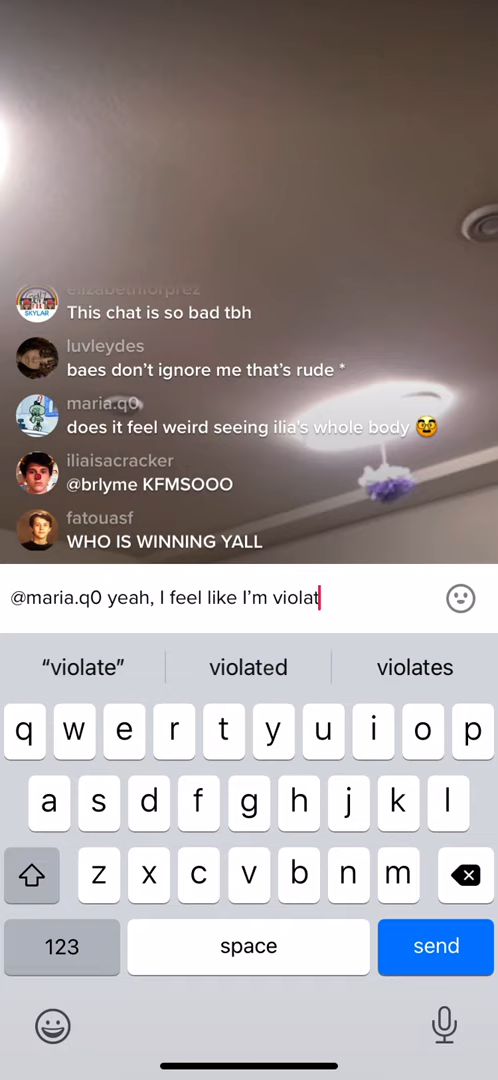 elizabethforprez
This chat is so bad tbh
SKYLAR
luvleydes
baes don't ignore me that's rude *
maria.q0
does it feel weird seeing ilia's whole body 🥸
iliaisacracker
@brlyme KFMSOOO
fatouasf
WHO IS WINNING YALL
@maria.q0 yeah, I feel like I'm violat
“violate” violated violates
q w e r t y u i o p
a s d f g h j k l
z x c v b n m
123 space send